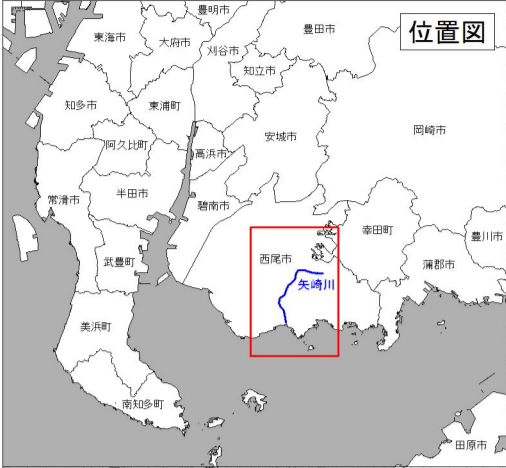 位置図
豊明市
豊田市
東海市
大府市
刈谷市
知立市
知多市
東浦町
安城市
岡崎市
阿久比町
高浜市
常滑市
半田市
碧南市
幸田町
豊川市
武豊町
西尾市
蒲郡市
矢崎川
美浜町
南知多町
田原市